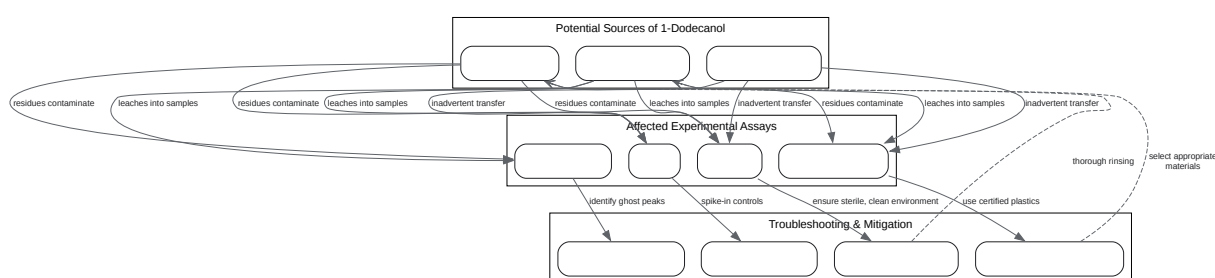 Potential Sources of 1-Dodecanol
residues contaminate
leaches into samples
residues contaminate
leaches into samples
inadvertent transfer
residues contaminate
leaches into samples
inadvertent transfer
residues contaminate
leaches into samples
inadvertent transfer
Affected Experimental Assays
thorough rinsing
select appropriate
materials
identify ghost peaks
spike-in controls
ensure sterile, clean environment
use certified plastics
Troubleshooting & Mitigation